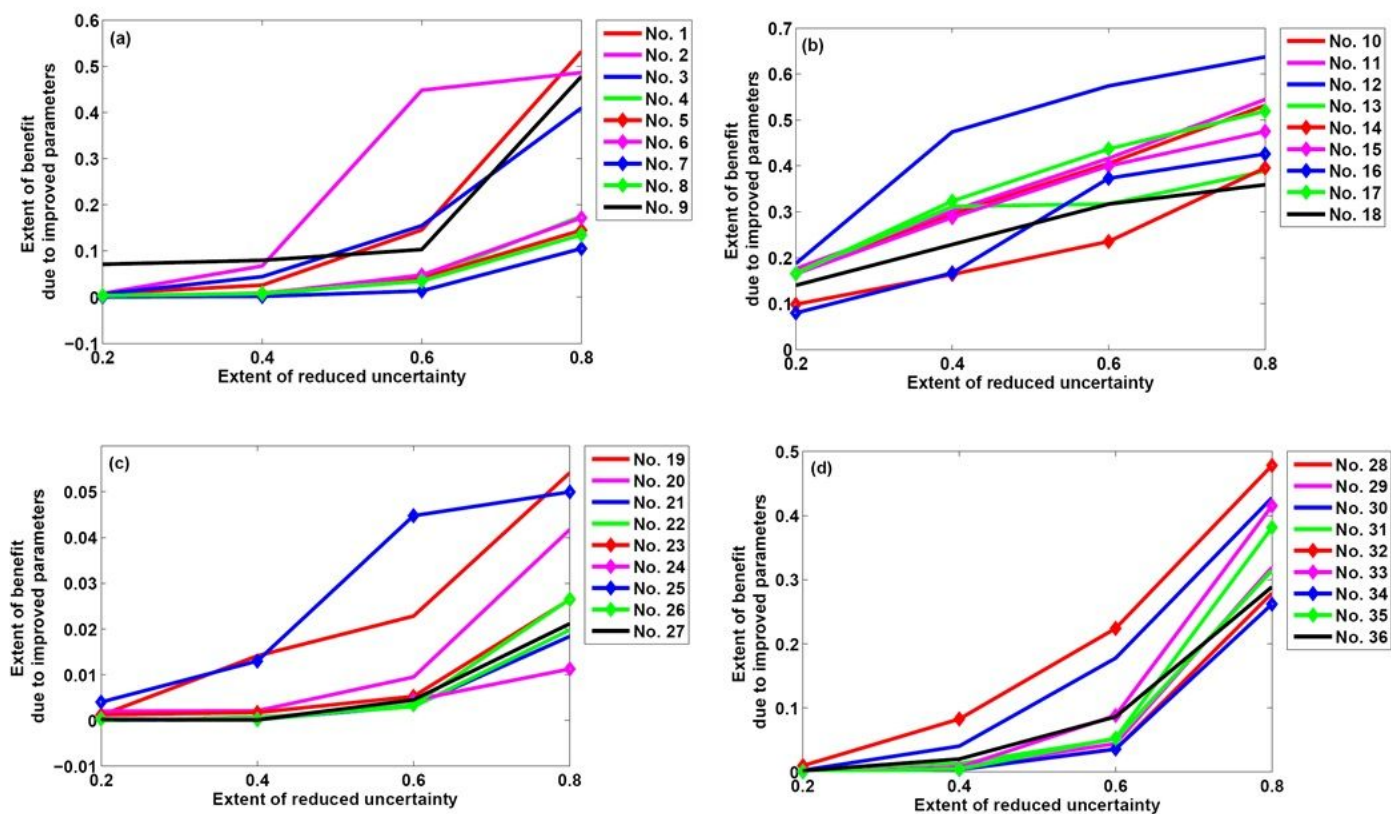 (a)
0.6
0.5
0.4
0.3
0.2
0.1
0
−0.1
0.2
0.4
0.6
0.8
Extent of benefit
due to improved parameters
Extent of reduced uncertainty
No. 1
No. 2
No. 3
No. 4
No. 5
No. 6
No. 7
No. 8
No. 9
(b)
0.7
0.6
0.5
0.4
0.3
0.2
0.1
0
0.2
0.4
0.6
0.8
Extent of benefit
due to improved parameters
Extent of reduced uncertainty
No. 10
No. 11
No. 12
No. 13
No. 14
No. 15
No. 16
No. 17
No. 18
(c)
0.05
0.04
0.03
0.02
0.01
0
−0.01
0.2
0.4
0.6
0.8
Extent of benefit
due to improved parameters
Extent of reduced uncertainty
No. 19
No. 20
No. 21
No. 22
No. 23
No. 24
No. 25
No. 26
No. 27
(d)
0.5
0.4
0.3
0.2
0.1
0
0.2
0.4
0.6
0.8
Extent of benefit
due to improved parameters
Extent of reduced uncertainty
No. 28
No. 29
No. 30
No. 31
No. 32
No. 33
No. 34
No. 35
No. 36